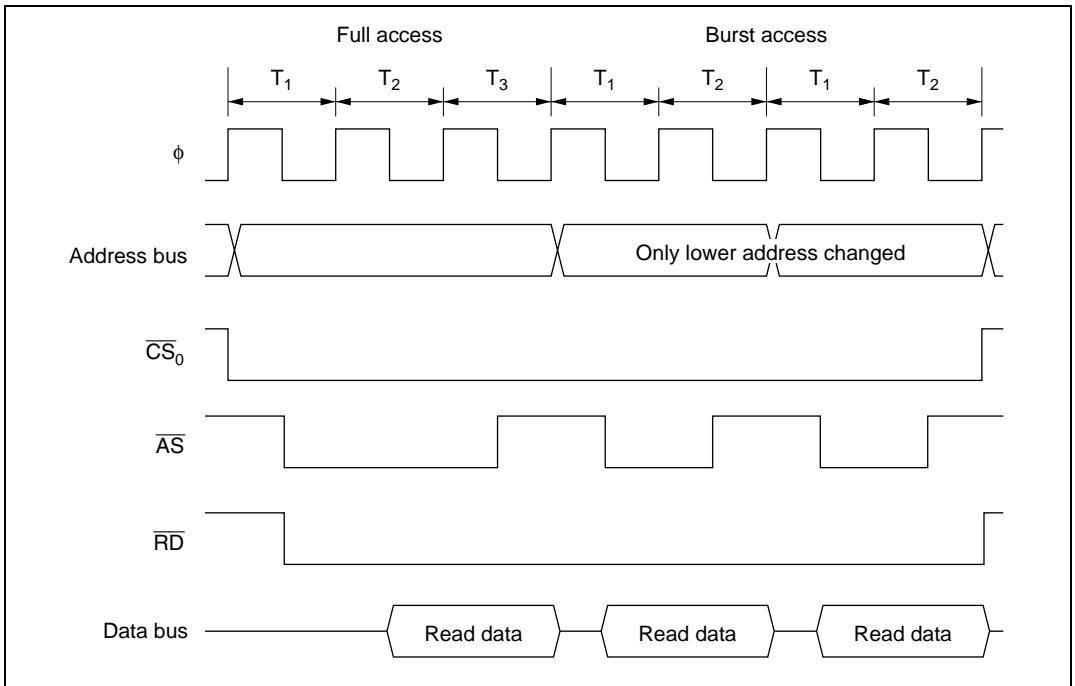 Full access Burst access
T1 T2 T3 T1 T2 T1 T2
φ
Address bus Only lower address changed
CS0
AS
RD
Data bus Read data Read data Read data